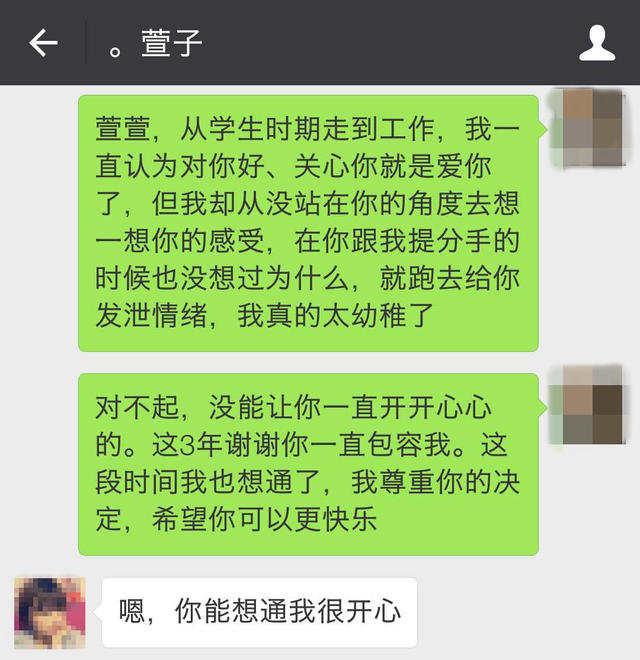 。萱子
萱萱，从学生时期走到工作，我一
直认为对你好、关心你就是爱你
了，但我却从没站在你的角度去想
一想你的感受，在你跟我提分手的
时候也没想过为什么，就跑去给你
发泄情绪，我真的太幼稚了
对不起，没能让你一直开开心心
的。这3年谢谢你一直包容我。这
段时间我也想通了，我尊重你的决
定，希望你可以更快乐
嗯，你能想通我很开心